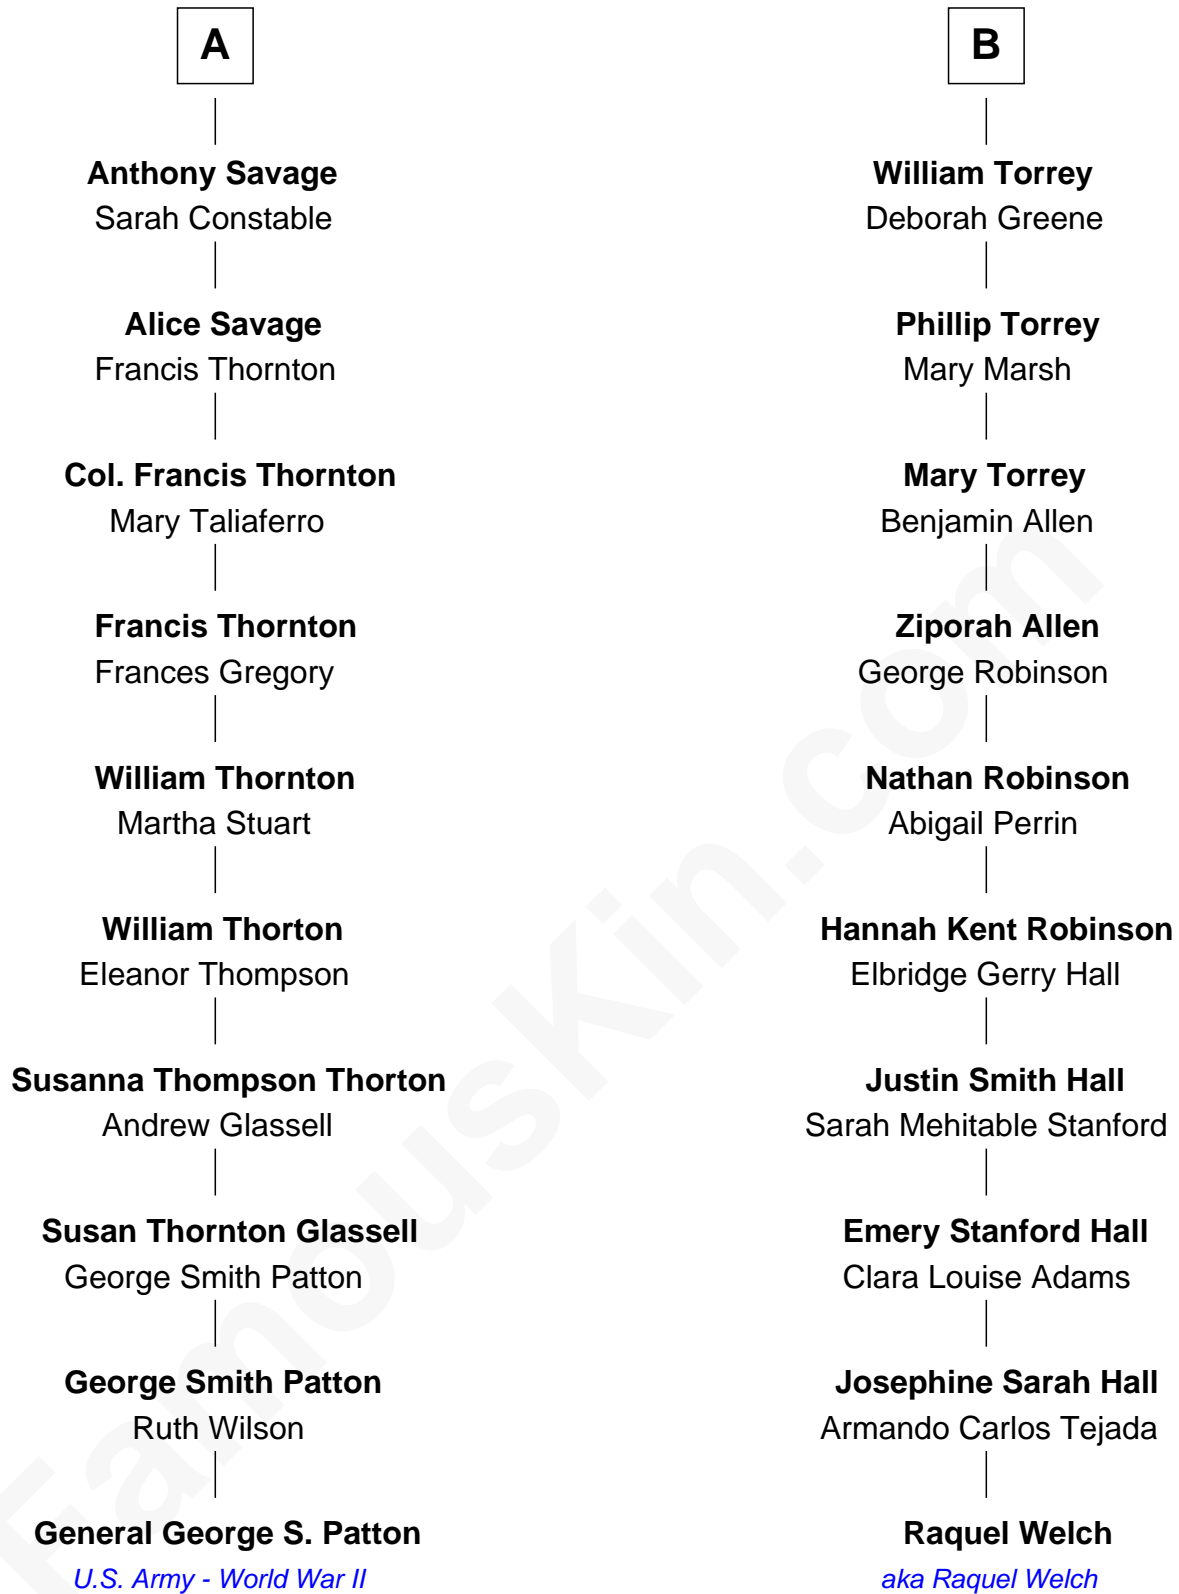 A
Anthony Savage
Sarah Constable
Alice Savage
Francis Thornton
Col. Francis Thornton
Mary Taliaferro
Francis Thornton
Frances Gregory
William Thornton
Martha Stuart
William Thorton
Eleanor Thompson
Susanna Thompson Thorton
Andrew Glassell
Susan Thornton Glassell
George Smith Patton
George Smith Patton
Ruth Wilson
General George S. Patton
U.S. Army - World War II
B
William Torrey
Deborah Greene
Phillip Torrey
Mary Marsh
Mary Torrey
Benjamin Allen
Ziporah Allen
George Robinson
Nathan Robinson
Abigail Perrin
Hannah Kent Robinson
Elbridge Gerry Hall
Justin Smith Hall
Sarah Mehitable Stanford
Emery Stanford Hall
Clara Louise Adams
Josephine Sarah Hall
Armando Carlos Tejada
Raquel Welch
aka Raquel Welch
FamousKin.com